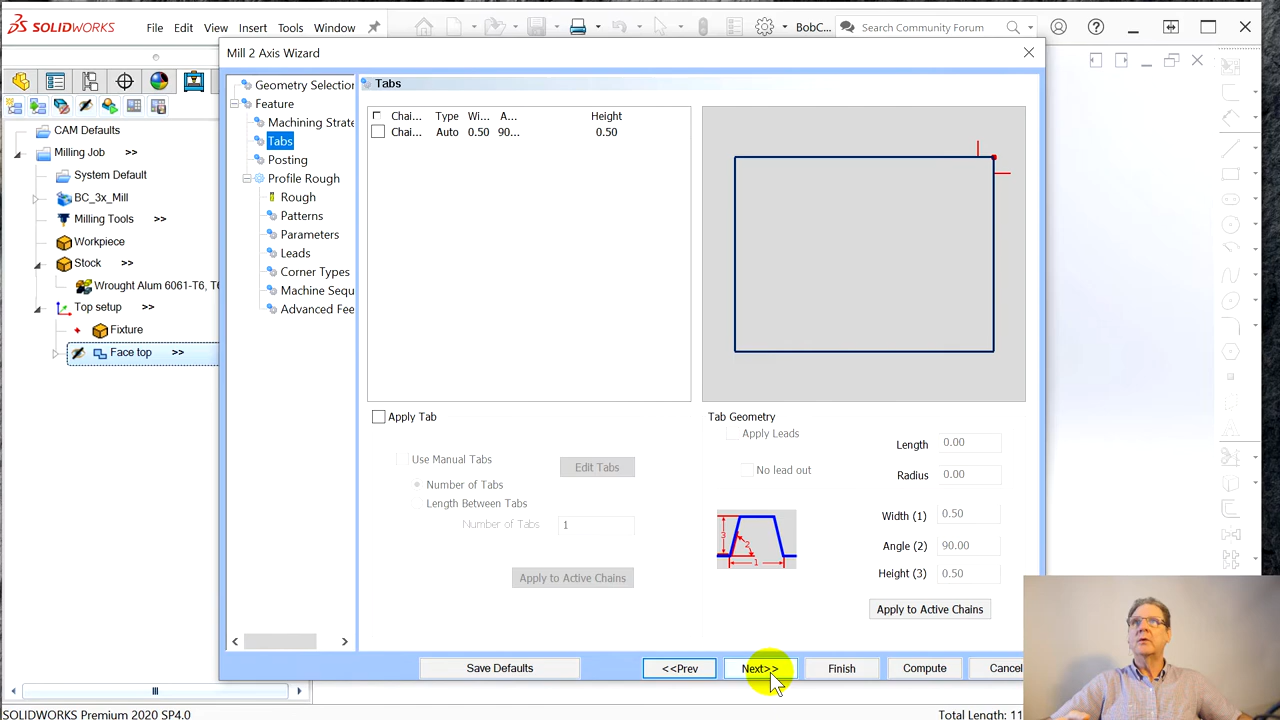 SOLIDWORKS File Edit View Insert Tools Window BobC... Search Community Forum
Mill 2 Axis Wizard
CAM Defaults
Milling Job >>
System Default
BC_3x_Mill
Milling Tools >>
Workpiece
Stock >>
Wrought Alum 6061-T6, T6
Top setup >>
Fixture
Face top >>
Geometry Selection
Feature
Machining Strate
Tabs
Posting
Profile Rough
Rough
Patterns
Parameters
Leads
Corner Types
Machine Sequ
Advanced Fee
Tabs
Chai... Type Wi... A... Height
Chai... Auto 0.50 90... 0.50
Apply Tab
Use Manual Tabs Edit Tabs
Number of Tabs
Length Between Tabs
Number of Tabs 1
Apply to Active Chains
Tab Geometry
Apply Leads
No lead out
Length 0.00
Radius 0.00
Width (1) 0.50
Angle (2) 90.00
Height (3) 0.50
3 2 1
Apply to Active Chains
Save Defaults <<Prev Next>> Finish Compute Cancel
SOLIDWORKS Premium 2020 SP4.0 Total Length: 11